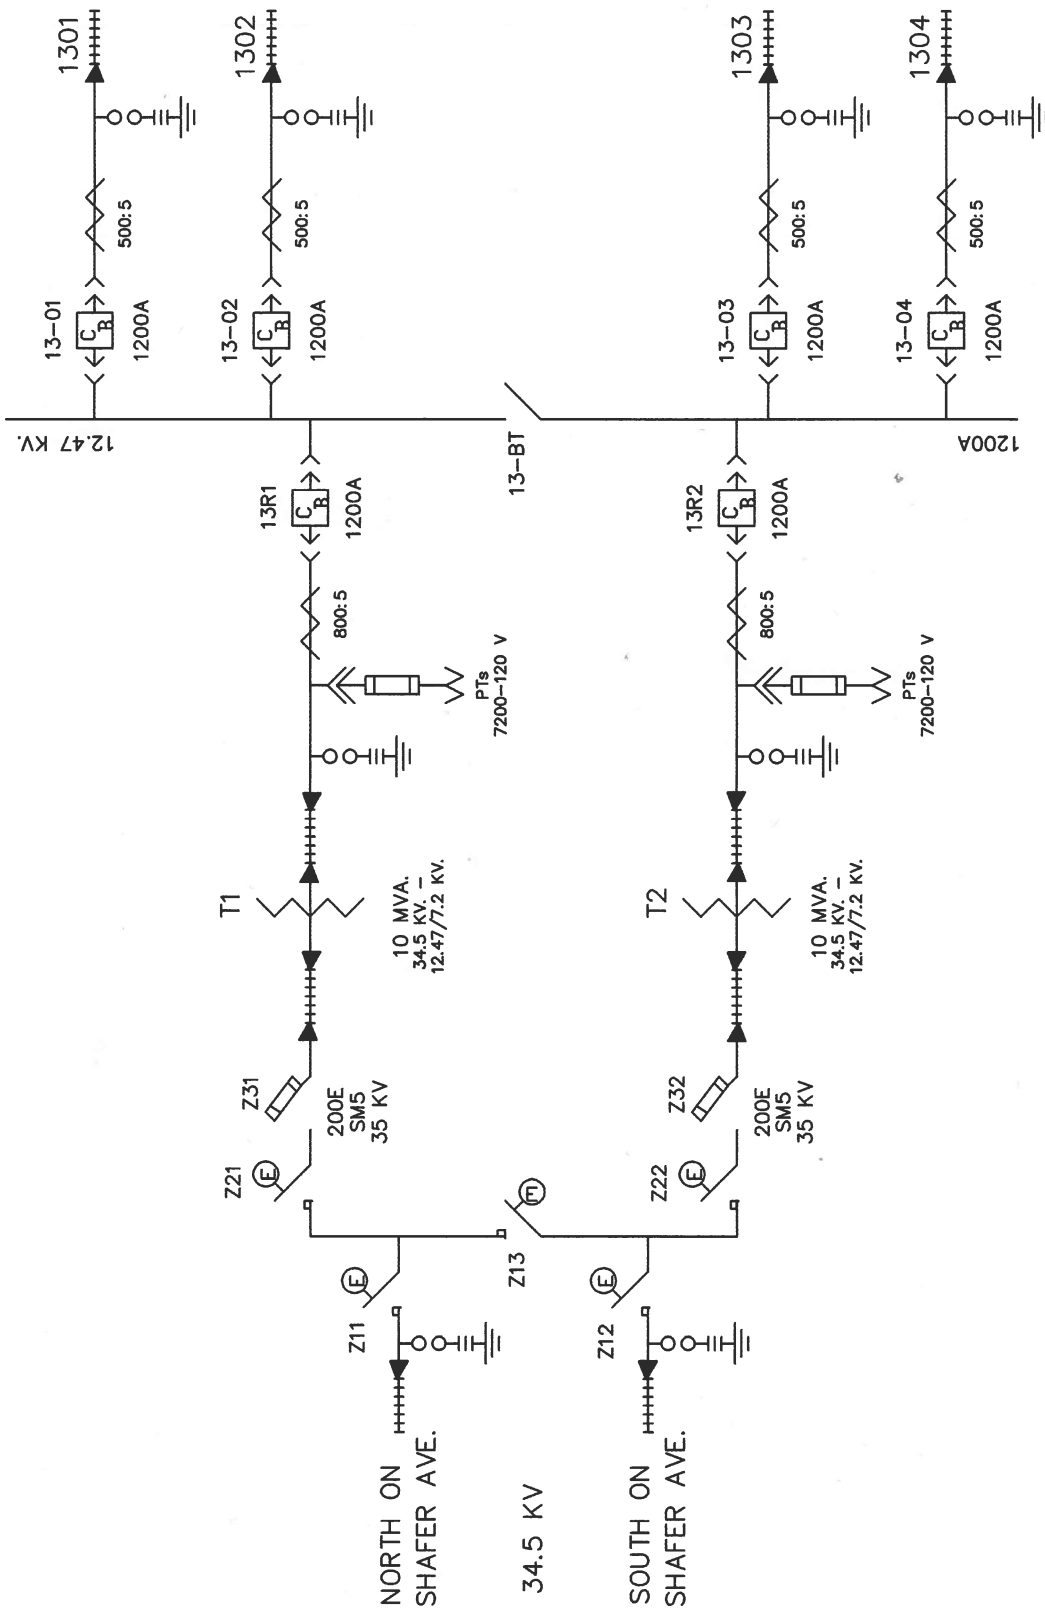 1301
1302
1303
1304
500:5
500:5
500:5
500:5
13-01
C B
1200A
13-02
C B
1200A
13-03
C B
1200A
13-04
C B
1200A
12.47 KV.
13-BT
1200A
13R1
C B
1200A
13R2
C B
1200A
800:5
800:5
PTs
7200-120 V
PTs
7200-120 V
T1
10 MVA.
34.5 KV. -
12.47/7.2 KV.
T2
10 MVA.
34.5 KV. -
12.47/7.2 KV.
Z31
200E
SM5
35 KV
Z32
200E
SM5
35 KV
Z21
E
Z22
E
Z13
E
Z11
E
Z12
E
NORTH ON
SHAFER AVE.
34.5 KV
SOUTH ON
SHAFER AVE.